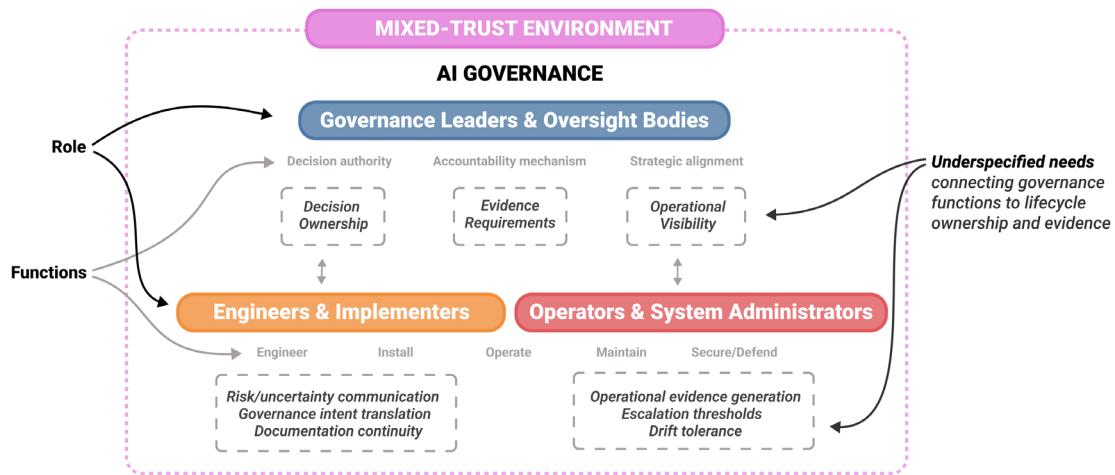 MIXED-TRUST ENVIRONMENT
AI GOVERNANCE
Governance Leaders & Oversight Bodies
Role
Decision authority
Accountability mechanism
Strategic alignment
Underspecified needs
connecting governance
functions to lifecycle
ownership and evidence
Decision
Ownership
Evidence
Requirements
Operational
Visibility
Functions
Engineers & Implementers
Operators & System Administrators
Engineer
Install
Operate
Maintain
Secure/Defend
Risk/uncertainty communication
Governance intent translation
Documentation continuity
Operational evidence generation
Escalation thresholds
Drift tolerance